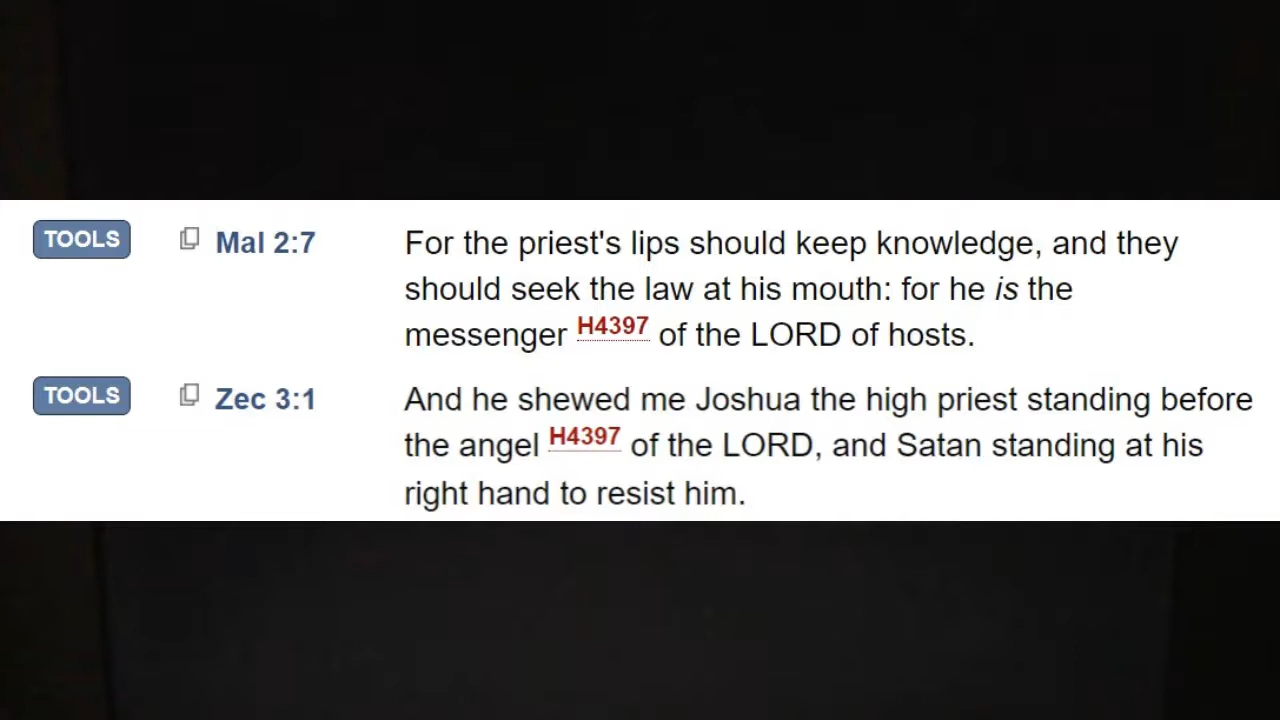 TOOLS Mal 2:7 For the priest's lips should keep knowledge, and they
should seek the law at his mouth: for he is the
messenger H4397 of the LORD of hosts.
TOOLS Zec 3:1 And he shewed me Joshua the high priest standing before
the angel H4397 of the LORD, and Satan standing at his
right hand to resist him.